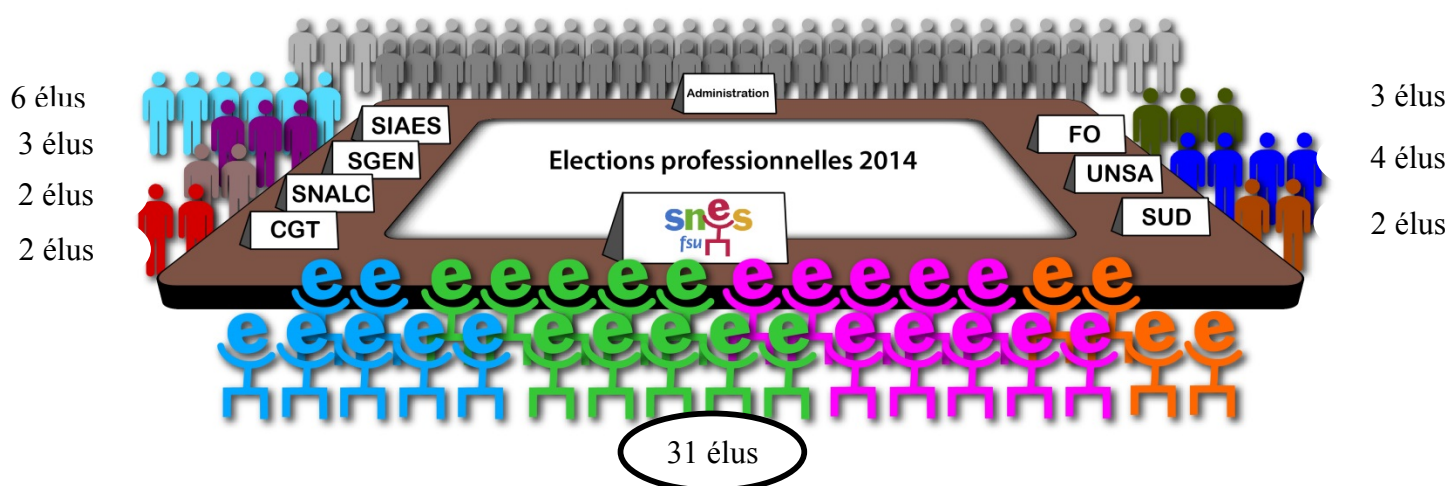 Administration
6 élus
3 élus
2 élus
2 élus
SIAES
SGEN
SNALC
CGT
Elections professionnelles 2014
snes
fsu
FO
UNSA
SUD
3 élus
4 élus
2 élus
e e e e e e e e e e e e e e
e e e e e e e e e e e e e e e e e
31 élus